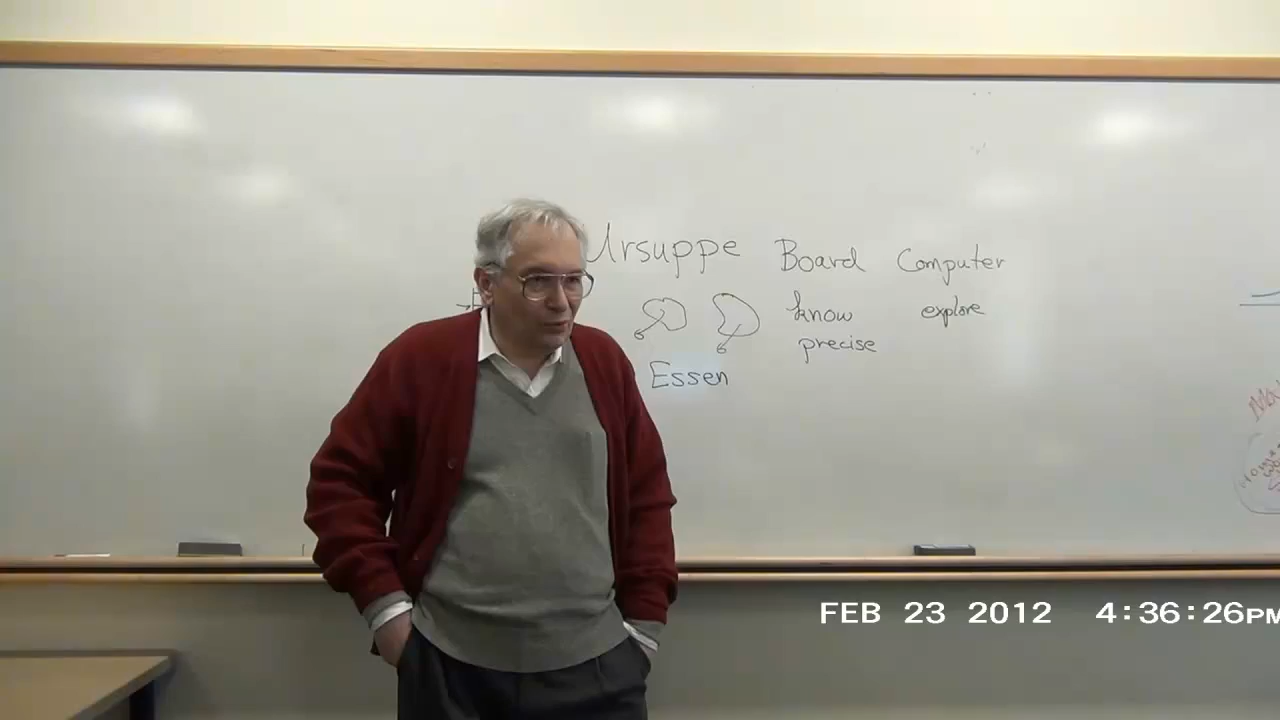 Ursuppe Board Computer
know explore
precise
Essen
FEB 23 2012 4:36:26PM